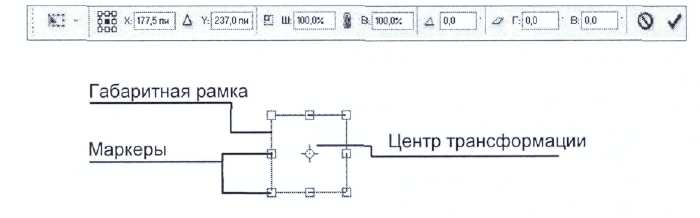 X: 177,5 пи Y: 237,0 пи Ш: 100,0% В: 100,0% 0,0 ° Г: 0,0 ° В: 0,0 °
Габаритная рамка
Центр трансформации
Маркеры